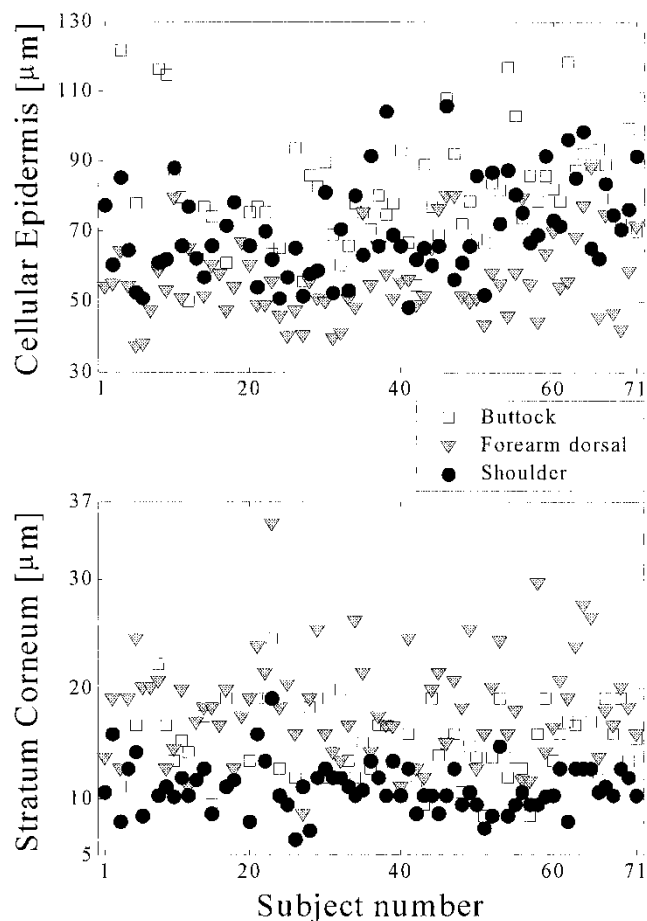 130
110
90
70
50
30
Cellular Epidermis [µm]
1 20 40 60 71
Buttock
Forearm dorsal
Shoulder
37
30
20
10
5
Stratum Corneum [µm]
1 20 40 60 71
Subject number